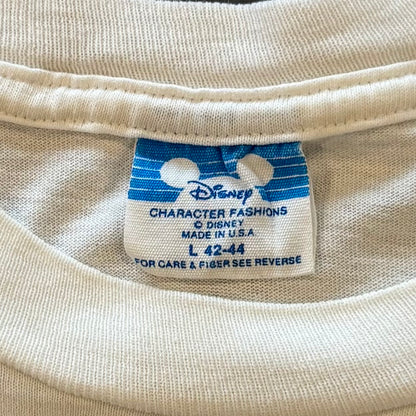 Disney
CHARACTER FASHIONS
© DISNEY
MADE IN U.S.A.
L 42-44
FOR CARE & FIBER SEE REVERSE